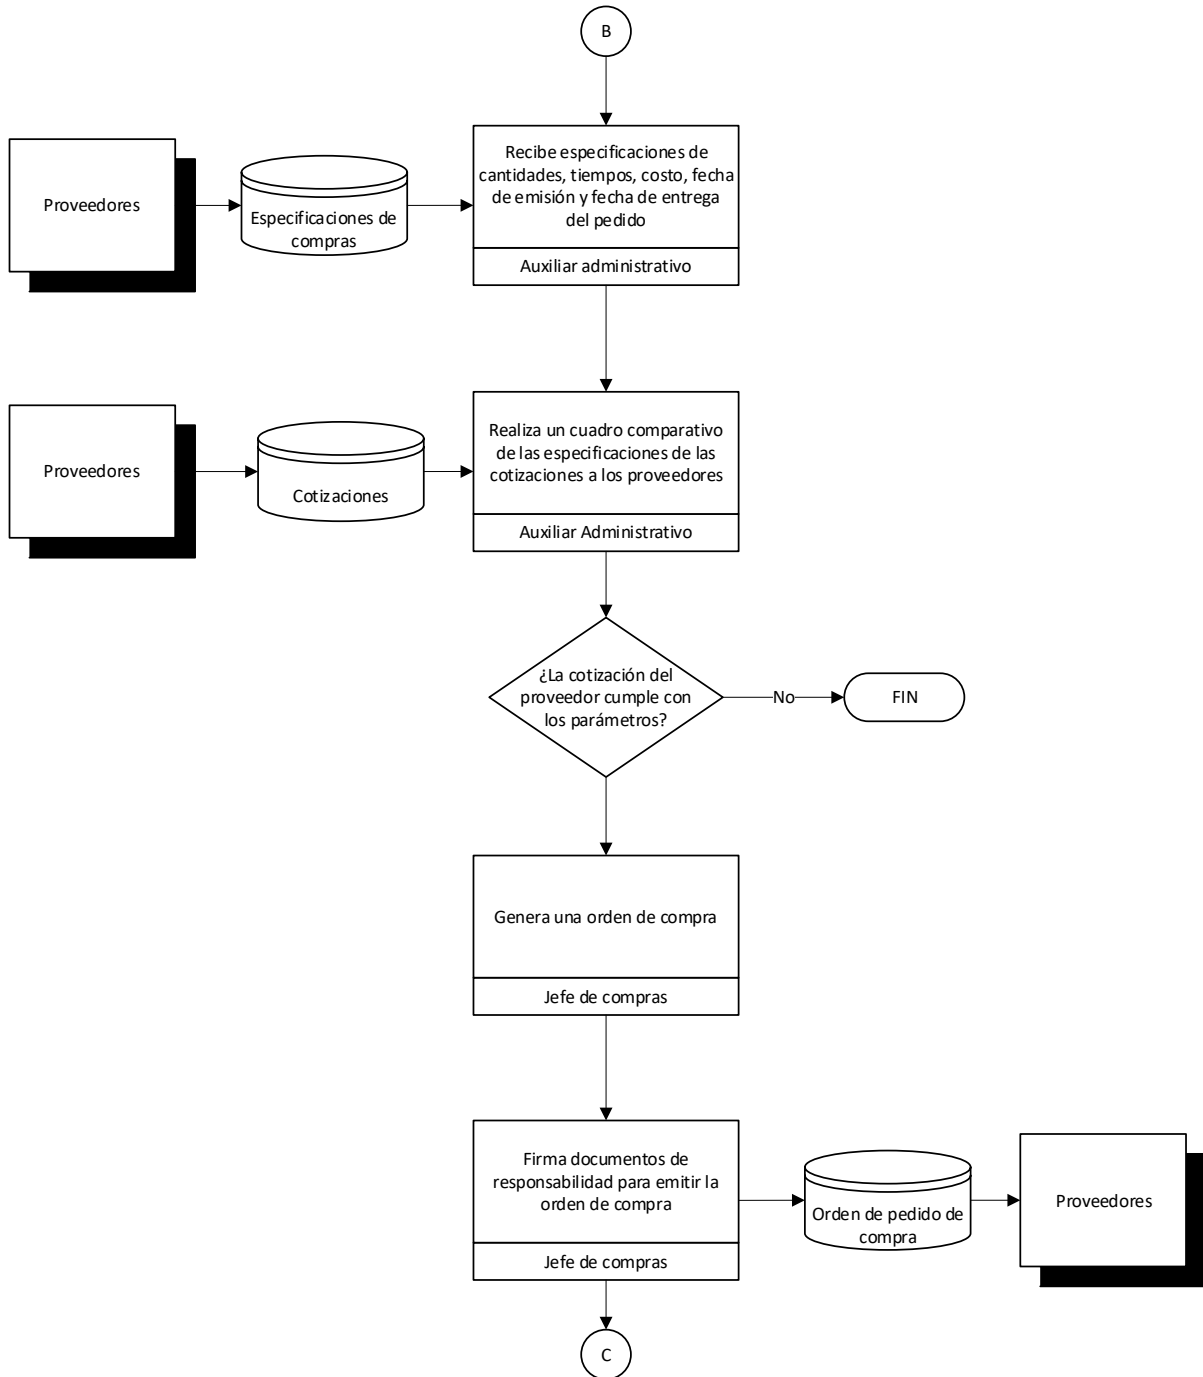 B
Proveedores
Especificaciones de
compras
Recibe especificaciones de
cantidades, tiempos, costo, fecha
de emisión y fecha de entrega
del pedido
Auxiliar administrativo
Proveedores
Cotizaciones
Realiza un cuadro comparativo
de las especificaciones de las
cotizaciones a los proveedores
Auxiliar Administrativo
¿La cotización del
proveedor cumple con
los parámetros?
No
FIN
Genera una orden de compra
Jefe de compras
Firma documentos de
responsabilidad para emitir la
orden de compra
Jefe de compras
Orden de pedido de
compra
Proveedores
C